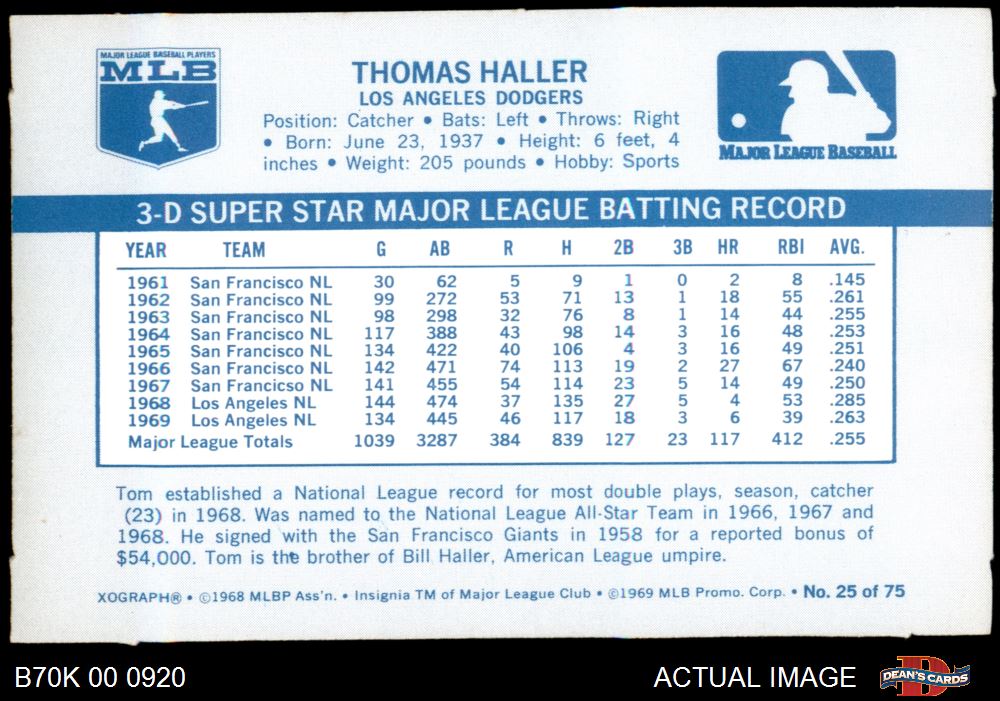 MAJOR LEAGUE BASEBALL PLAYERS
MLB
THOMAS HALLER
LOS ANGELES DODGERS
Position: Catcher • Bats: Left • Throws: Right
• Born: June 23, 1937 • Height: 6 feet, 4
inches • Weight: 205 pounds • Hobby: Sports
MAJOR LEAGUE BASEBALL
3-D SUPER STAR MAJOR LEAGUE BATTING RECORD
YEAR TEAM G AB R H 2B 3B HR RBI AVG.
1961 San Francisco NL 30 62 5 9 1 0 2 8 .145
1962 San Francisco NL 99 272 53 71 13 1 18 55 .261
1963 San Francisco NL 98 298 32 76 8 1 14 44 .255
1964 San Francisco NL 117 388 43 98 14 3 16 48 .253
1965 San Francisco NL 134 422 40 106 4 3 16 49 .251
1966 San Francisco NL 142 471 74 113 19 2 27 67 .240
1967 San Francicso NL 141 455 54 114 23 5 14 49 .250
1968 Los Angeles NL 144 474 37 135 27 5 4 53 .285
1969 Los Angeles NL 134 445 46 117 18 3 6 39 .263
Major League Totals 1039 3287 384 839 127 23 117 412 .255
Tom established a National League record for most double plays, season, catcher
(23) in 1968. Was named to the National League All-Star Team in 1966, 1967 and
1968. He signed with the San Francisco Giants in 1958 for a reported bonus of
$54,000. Tom is the brother of Bill Haller, American League umpire.
XOGRAPH® • ©1968 MLBP Ass'n. • Insignia TM of Major League Club • ©1969 MLB Promo. Corp. • No. 25 of 75
B70K 00 0920
ACTUAL IMAGE
D
DEAN'S CARDS